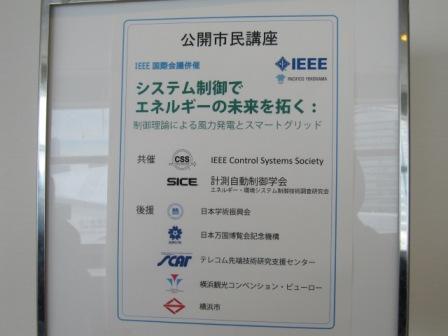 公開市民講座
IEEE 国際会議併催
IEEE
PACIFICO YOKOHAMA
システム制御で
エネルギーの未来を拓く:
制御理論による風力発電とスマートグリッド
共催
CSS
IEEE Control Systems Society
SICE
計測自動制御学会
エネルギー・環境システム制御技術調査研究会
後援
日本学術振興会
日本万国博覧会記念機構
SCAT
テレコム先端技術研究支援センター
横浜観光コンベンション・ビューロー
横浜市